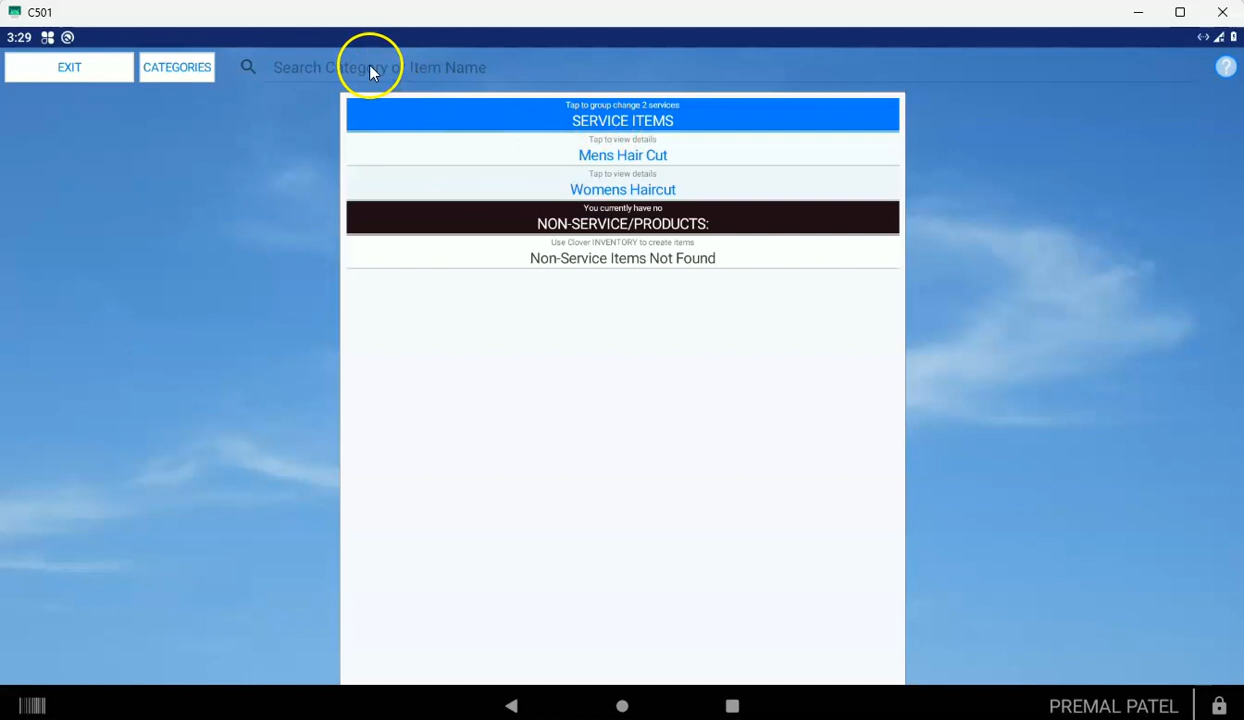 C501
3:29
EXIT
CATEGORIES
Search Category or Item Name
?
Tap to group change 2 services
SERVICE ITEMS
Tap to view details
Mens Hair Cut
Tap to view details
Womens Haircut
You currently have no
NON-SERVICE/PRODUCTS:
Use Clover INVENTORY to create items
Non-Service Items Not Found
PREMAL PATEL